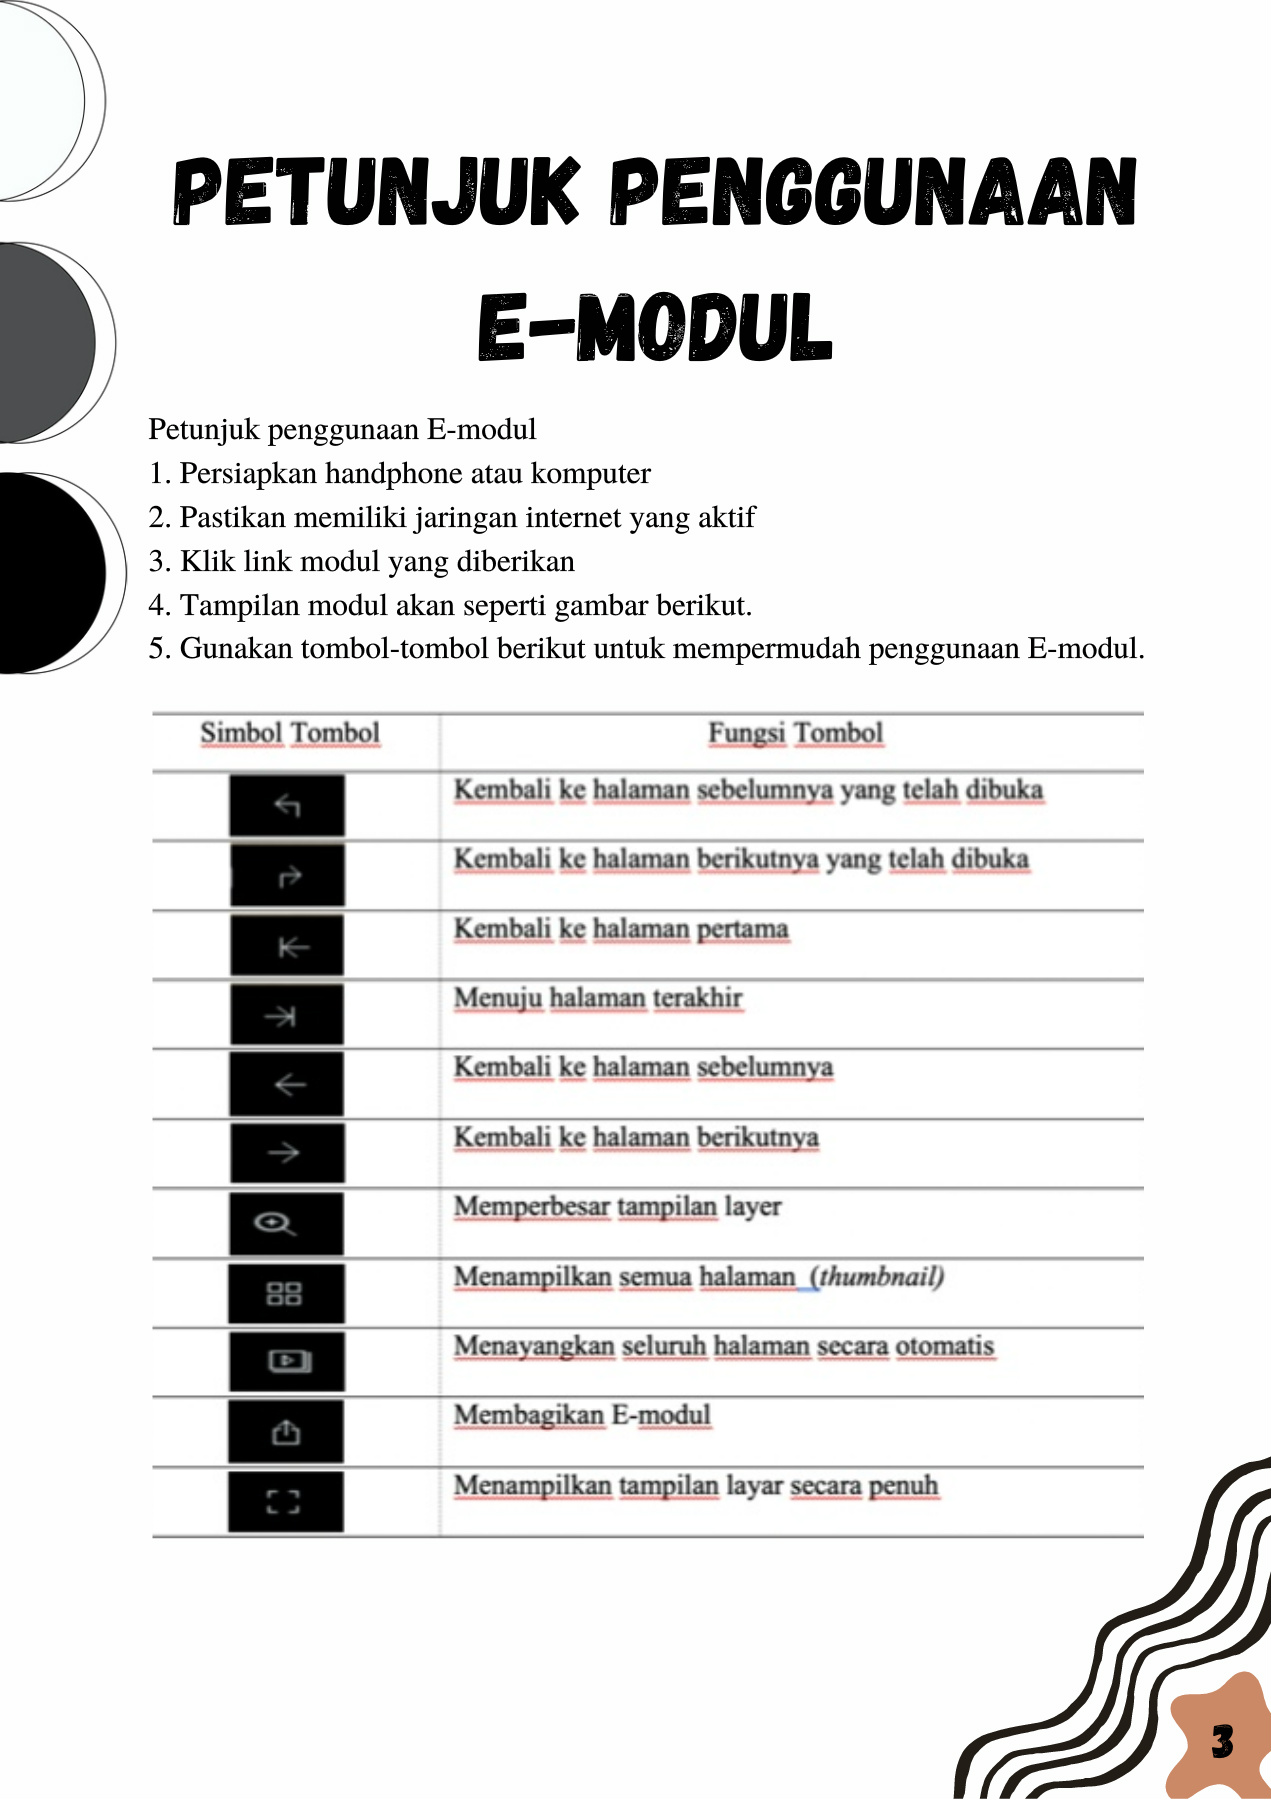 PETUNJUK PENGGUNAAN
E-MODUL
Petunjuk penggunaan E-modul
1. Persiapkan handphone atau komputer
2. Pastikan memiliki jaringan internet yang aktif
3. Klik link modul yang diberikan
4. Tampilan modul akan seperti gambar berikut.
5. Gunakan tombol-tombol berikut untuk mempermudah penggunaan E-modul.
Simbol Tombol Fungsi Tombol
Kembali ke halaman sebelumnya yang telah dibuka
Kembali ke halaman berikutnya yang telah dibuka
Kembali ke halaman pertama
Menuju halaman terakhir
Kembali ke halaman sebelumnya
Kembali ke halaman berikutnya
Memperbesar tampilan layer
Menampilkan semua halaman (thumbnail)
Menayangkan seluruh halaman secara otomatis
Membagikan E-modul
Menampilkan tampilan layar secara penuh
3